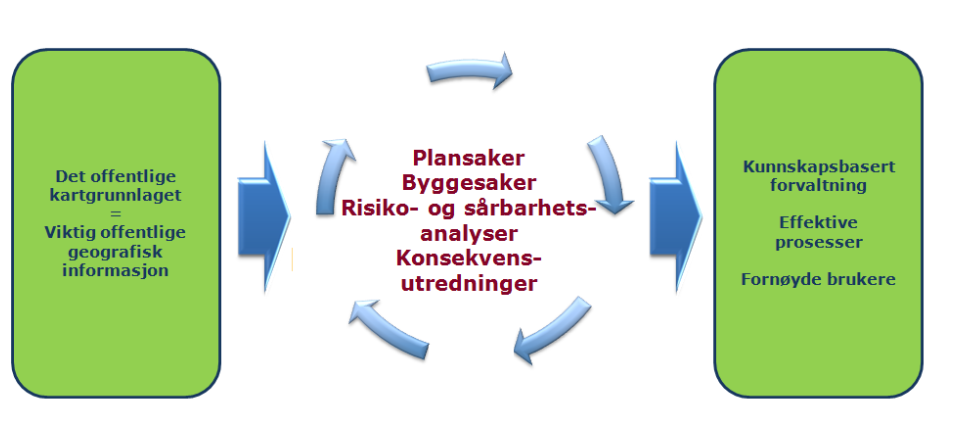 Det offentlige
kartgrunnlaget
=
Viktig offentlige
geografisk
informasjon
Plansaker
Byggesaker
Risiko- og sårbarhets-
analyser
Konsekvens-
utredninger
Kunnskapsbasert
forvaltning
Effektive
prosesser
Fornøyde brukere